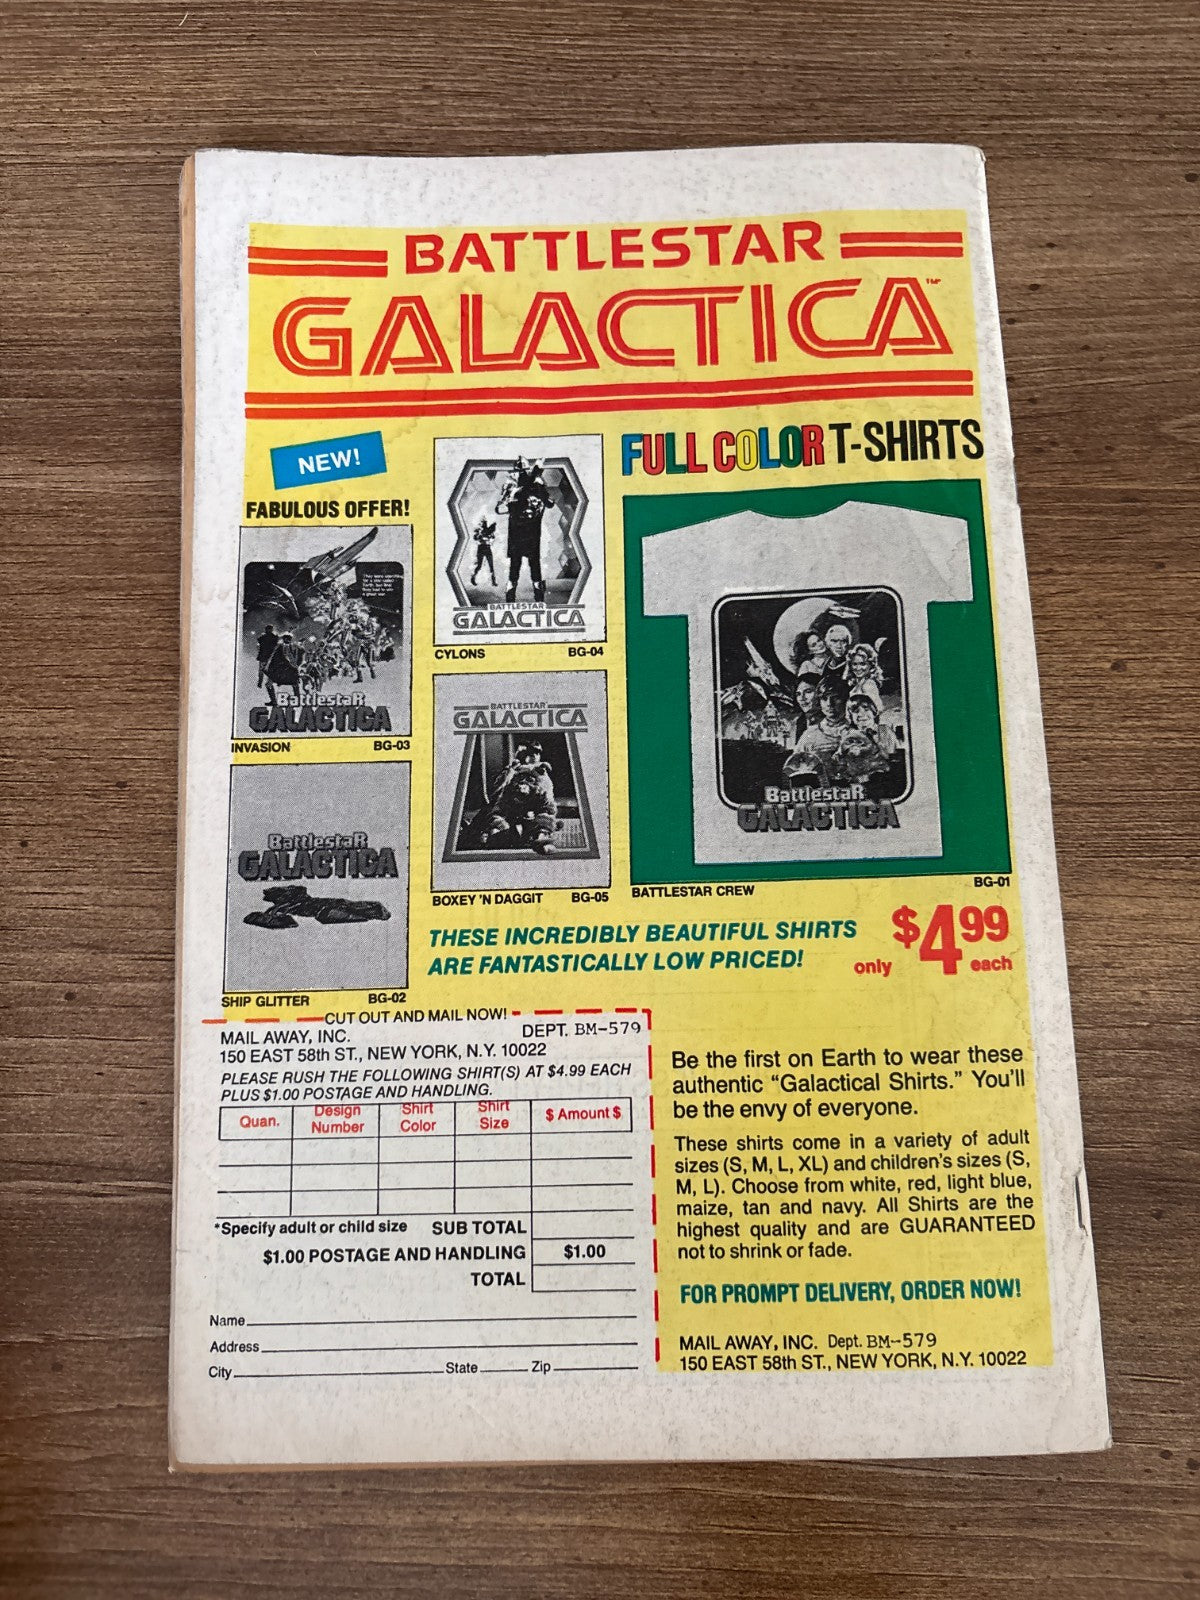 BATTLESTAR
GALACTICA™
NEW!
FABULOUS OFFER!
FULL COLOR T-SHIRTS
BattlestaR
GALACTICA
INVASION BG-03
BATTLESTAR
GALACTICA
CYLONS BG-04
BattlestaR
GALACTICA
SHIP GLITTER BG-02
BATTLESTAR
GALACTICA
BOXEY 'N DAGGIT BG-05
BattlestaR
GALACTICA
BATTLESTAR CREW BG-01
THESE INCREDIBLY BEAUTIFUL SHIRTS
ARE FANTASTICALLY LOW PRICED!
only $4.99 each
CUT OUT AND MAIL NOW!
MAIL AWAY, INC. DEPT. BM-579
150 EAST 58th ST., NEW YORK, N.Y. 10022
PLEASE RUSH THE FOLLOWING SHIRT(S) AT $4.99 EACH
PLUS $1.00 POSTAGE AND HANDLING.
Quan. Design Number Shirt Color Shirt Size $ Amount $
*Specify adult or child size SUB TOTAL
$1.00 POSTAGE AND HANDLING $1.00
TOTAL
Name
Address
City State Zip
Be the first on Earth to wear these
authentic “Galactical Shirts.” You'll
be the envy of everyone.
These shirts come in a variety of adult
sizes (S, M, L, XL) and children's sizes (S,
M, L). Choose from white, red, light blue,
maize, tan and navy. All Shirts are the
highest quality and are GUARANTEED
not to shrink or fade.
FOR PROMPT DELIVERY, ORDER NOW!
MAIL AWAY, INC. Dept. BM--579
150 EAST 58th ST., NEW YORK, N.Y. 10022